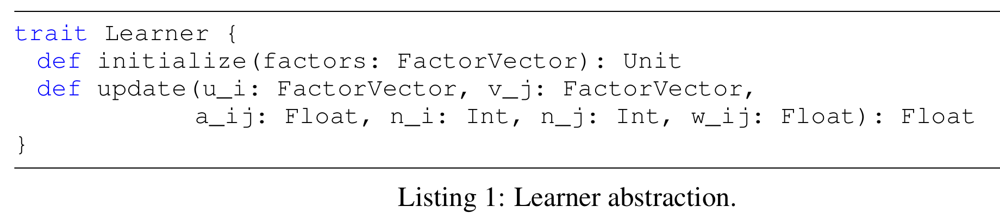 trait Learner {
  def initialize(factors: FactorVector): Unit
  def update(u_i: FactorVector, v_j: FactorVector,
             a_ij: Float, n_i: Int, n_j: Int, w_ij: Float): Float
}
Listing 1: Learner abstraction.